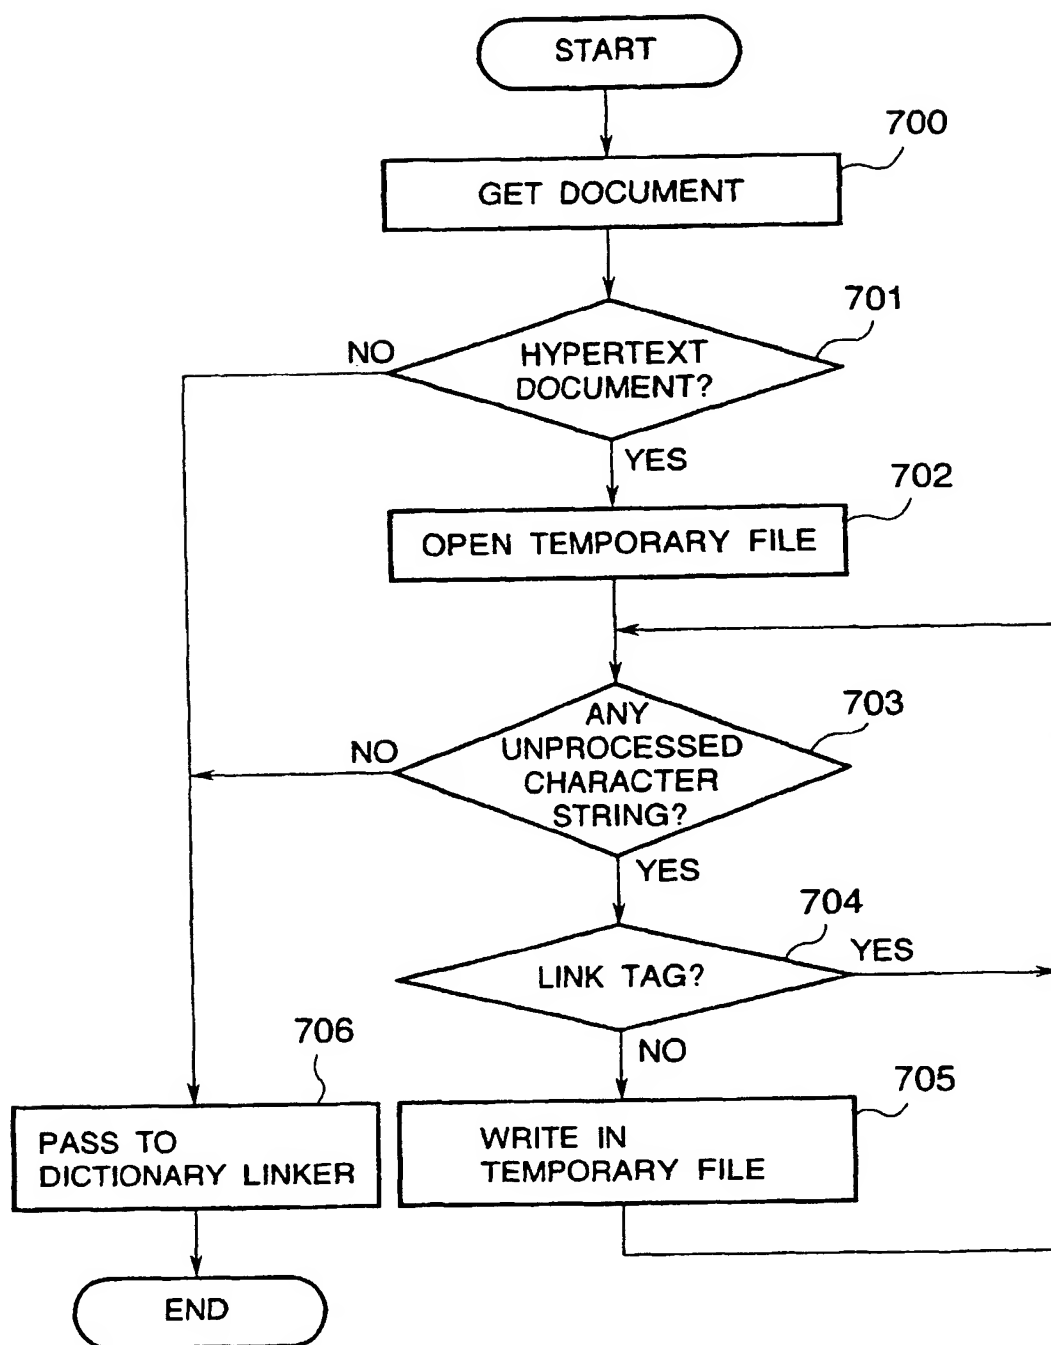 START
700
GET DOCUMENT
701
NO
HYPERTEXT
DOCUMENT?
YES
702
OPEN TEMPORARY FILE
703
NO
ANY
UNPROCESSED
CHARACTER
STRING?
YES
704
LINK TAG?
YES
NO
706
705
PASS TO
DICTIONARY LINKER
WRITE IN
TEMPORARY FILE
END